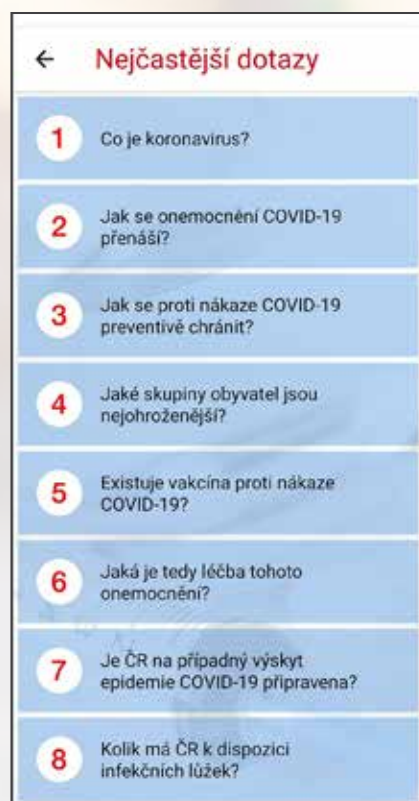 ← Nejčastější dotazy
1 Co je koronavirus?
2 Jak se onemocnění COVID-19
přenáší?
3 Jak se proti nákaze COVID-19
preventivě chránit?
4 Jaké skupiny obyvatel jsou
nejohroženější?
5 Existuje vakcína proti nákaze
COVID-19?
6 Jaká je tedy léčba tohoto
onemocnění?
7 Je ČR na případný výskyt
epidemie COVID-19 připravena?
8 Kolik má ČR k dispozici
infekčních lůžek?